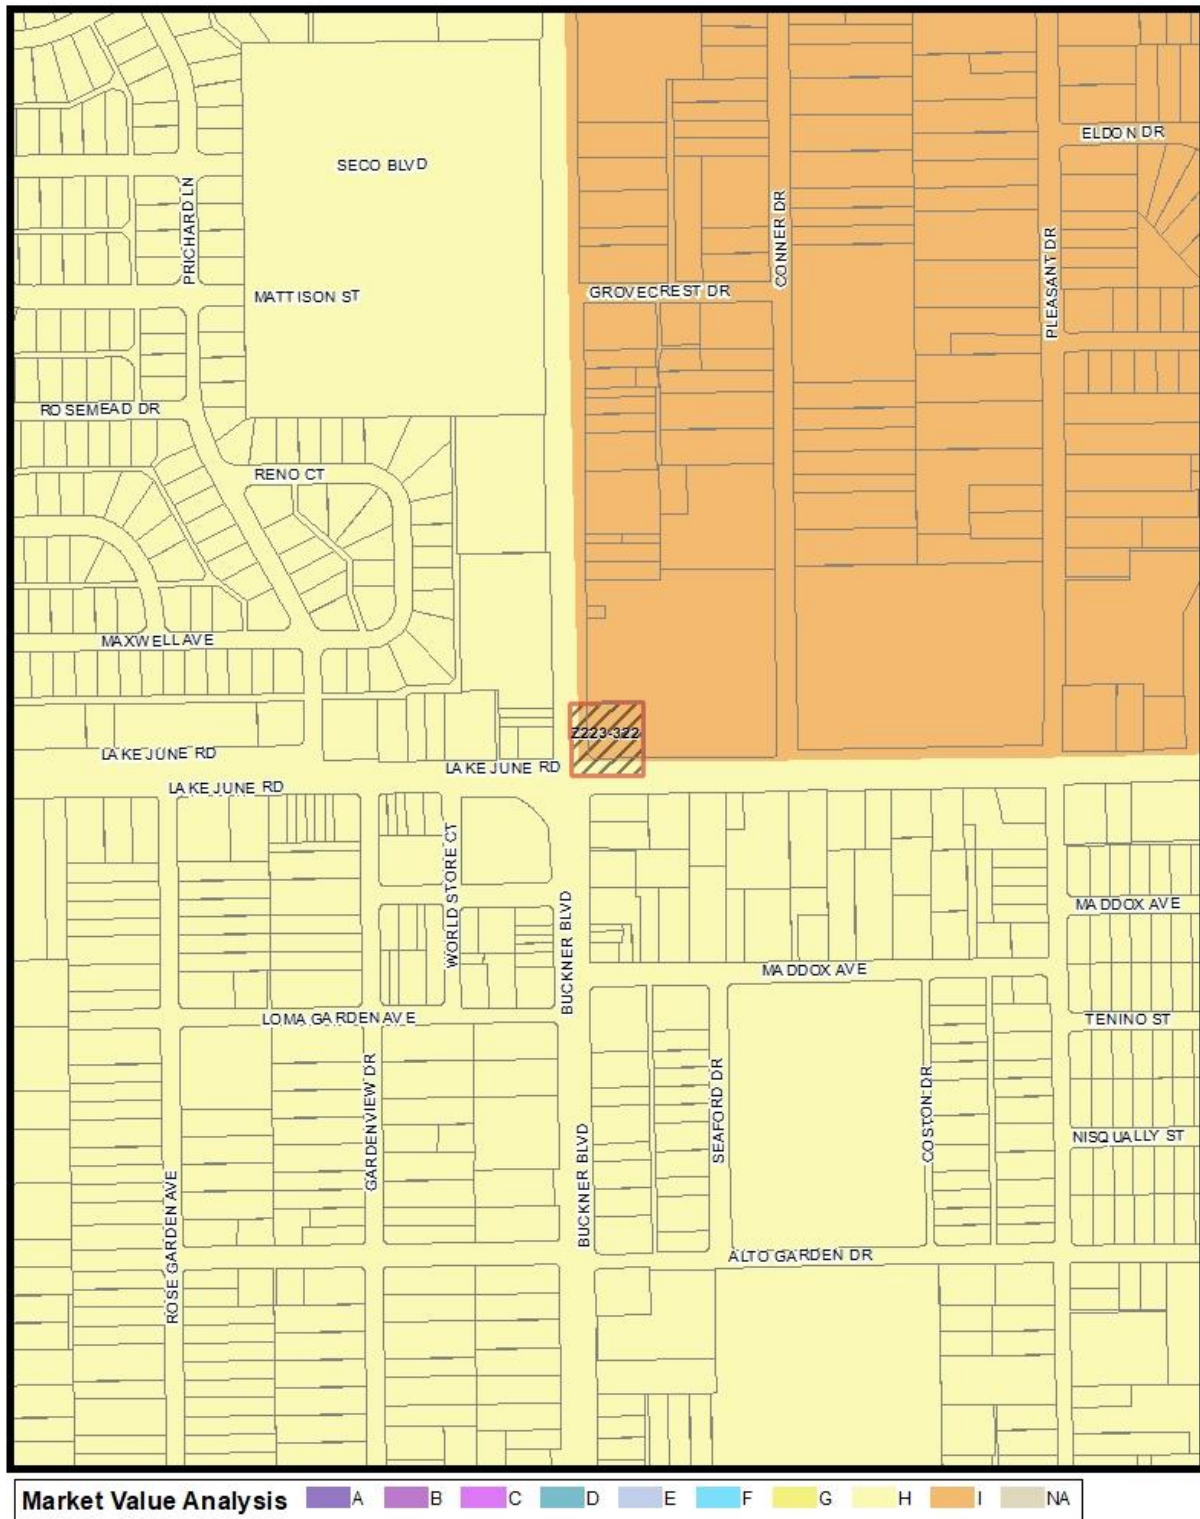 SECO BLVD
ELDON DR
PRICHARD LN
CONNER DR
PLEASANT DR
MATTISON ST
GROVECREST DR
ROSEMEAD DR
RENO CT
MAXWELL AVE
Z223-322
LAKE JUNE RD
LAKE JUNE RD
LAKE JUNE RD
WORLD STORE CT
BUCKNER BLVD
MADDOX AVE
MADDOX AVE
LOMA GARDEN AVE
TENINO ST
GARDENVIEW DR
SEAFORD DR
COSTON DR
BUCKNER BLVD
NISQUALLY ST
ROSE GARDEN AVE
ALTO GARDEN DR
Market Value Analysis A B C D E F G H I NA